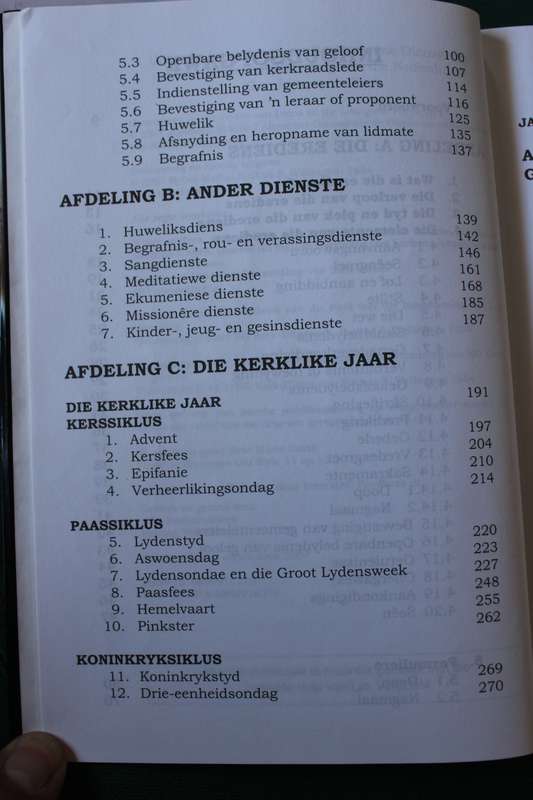 5.3 Openbare belydenis van geloof 100
5.4 Bevestiging van kerkraadslede 107
5.5 Indienstelling van gemeenteleiers 114
5.6 Bevestiging van 'n leraar of proponent 116
5.7 Huwelik 125
5.8 Afsnyding en heropname van lidmate 135
5.9 Begrafnis 137
AFDELING B: ANDER DIENSTE
1. Huweliksdiens 139
2. Begrafnis-, rou- en verassingsdienste 142
3. Sangdienste 146
4. Meditatiewe dienste 161
5. Ekumeniese dienste 168
6. Missionêre dienste 185
7. Kinder-, jeug- en gesinsdienste 187
AFDELING C: DIE KERKLIKE JAAR
DIE KERKLIKE JAAR 191
KERSSIKLUS
1. Advent 197
2. Kersfees 204
3. Epifanie 210
4. Verheerlikingsondag 214
PAASSIKLUS
5. Lydenstyd 220
6. Aswoensdag 223
7. Lydensondae en die Groot Lydensweek 227
8. Paasfees 248
9. Hemelvaart 255
10. Pinkster 262
KONINKRYKSIKLUS
11. Koninkrykstyd 269
12. Drie-eenheidsondag 270